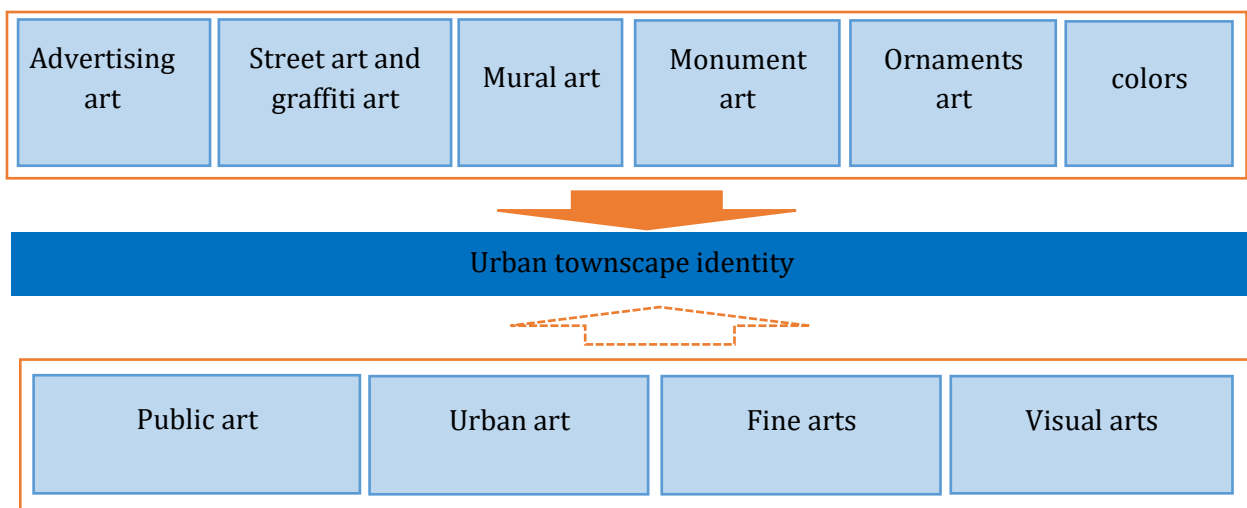 Advertising
art
Street art and
graffiti art
Mural art
Monument
art
Ornaments
art
colors
Urban townscape identity
Public art
Urban art
Fine arts
Visual arts